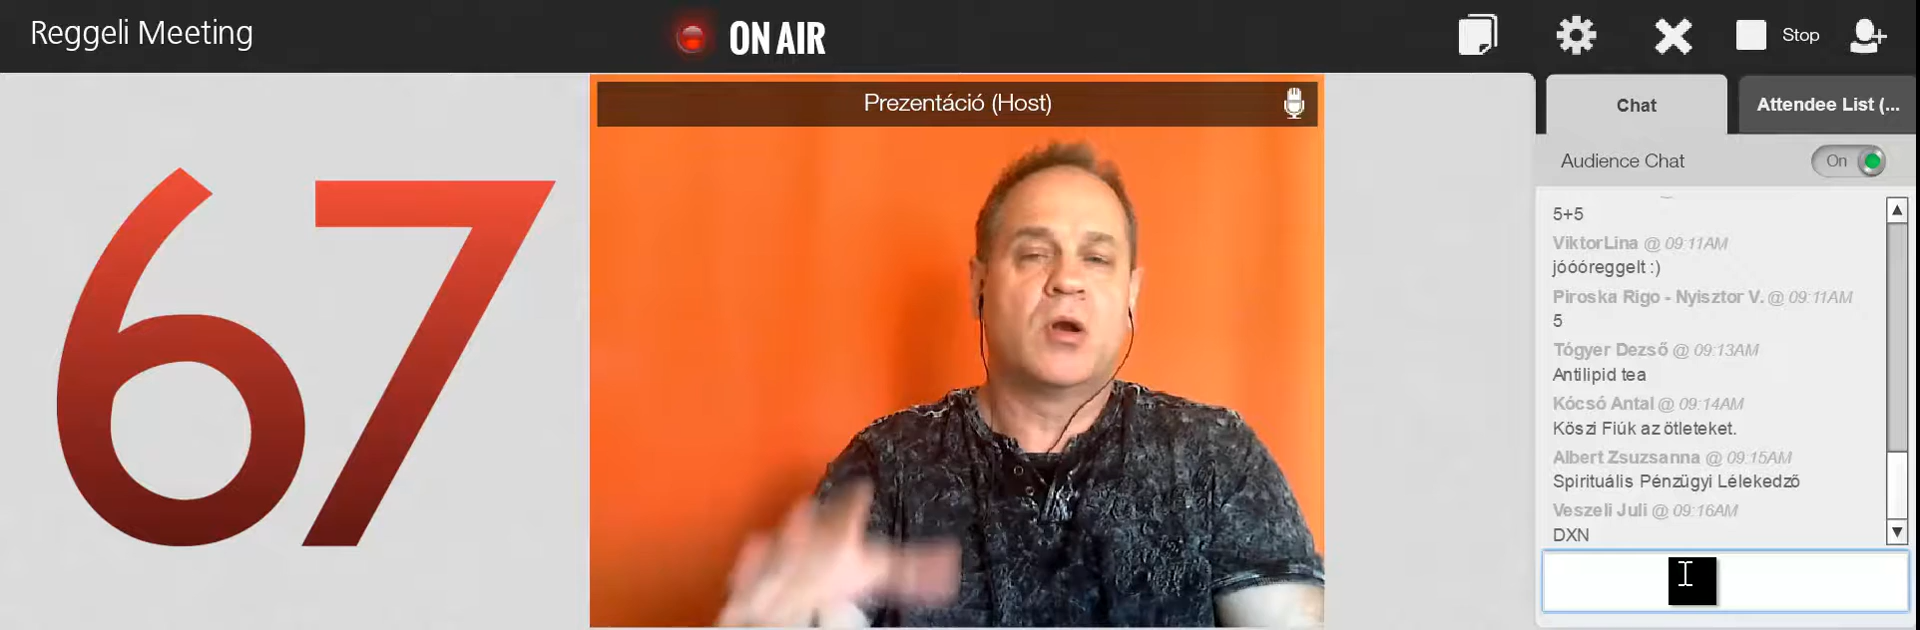 Reggeli Meeting
ON AIR
Stop
67
Prezentáció (Host)
Chat
Attendee List (...
Audience Chat
On
5+5
ViktorLina @ 09:11AM
jóóóreggelt :)
Piroska Rigo - Nyisztor V. @ 09:11AM
5
Tógyer Dezső @ 09:13AM
Antilipid tea
Kócsó Antal @ 09:14AM
Köszi Fiúk az ötleteket.
Albert Zsuzsanna @ 09:15AM
Spirituális Pénzügyi Lélekedző
Veszeli Juli @ 09:16AM
DXN